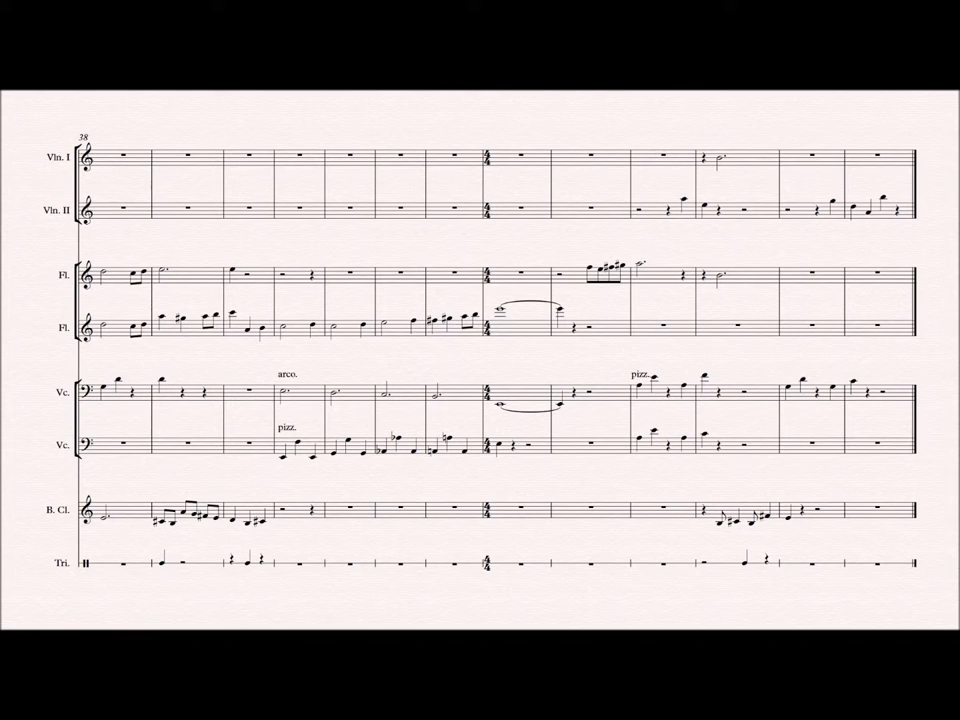 38
Vln. I
Vln. II
Fl.
Fl.
arco.
pizz.
Vc.
pizz.
Vc.
B. Cl.
Tri.